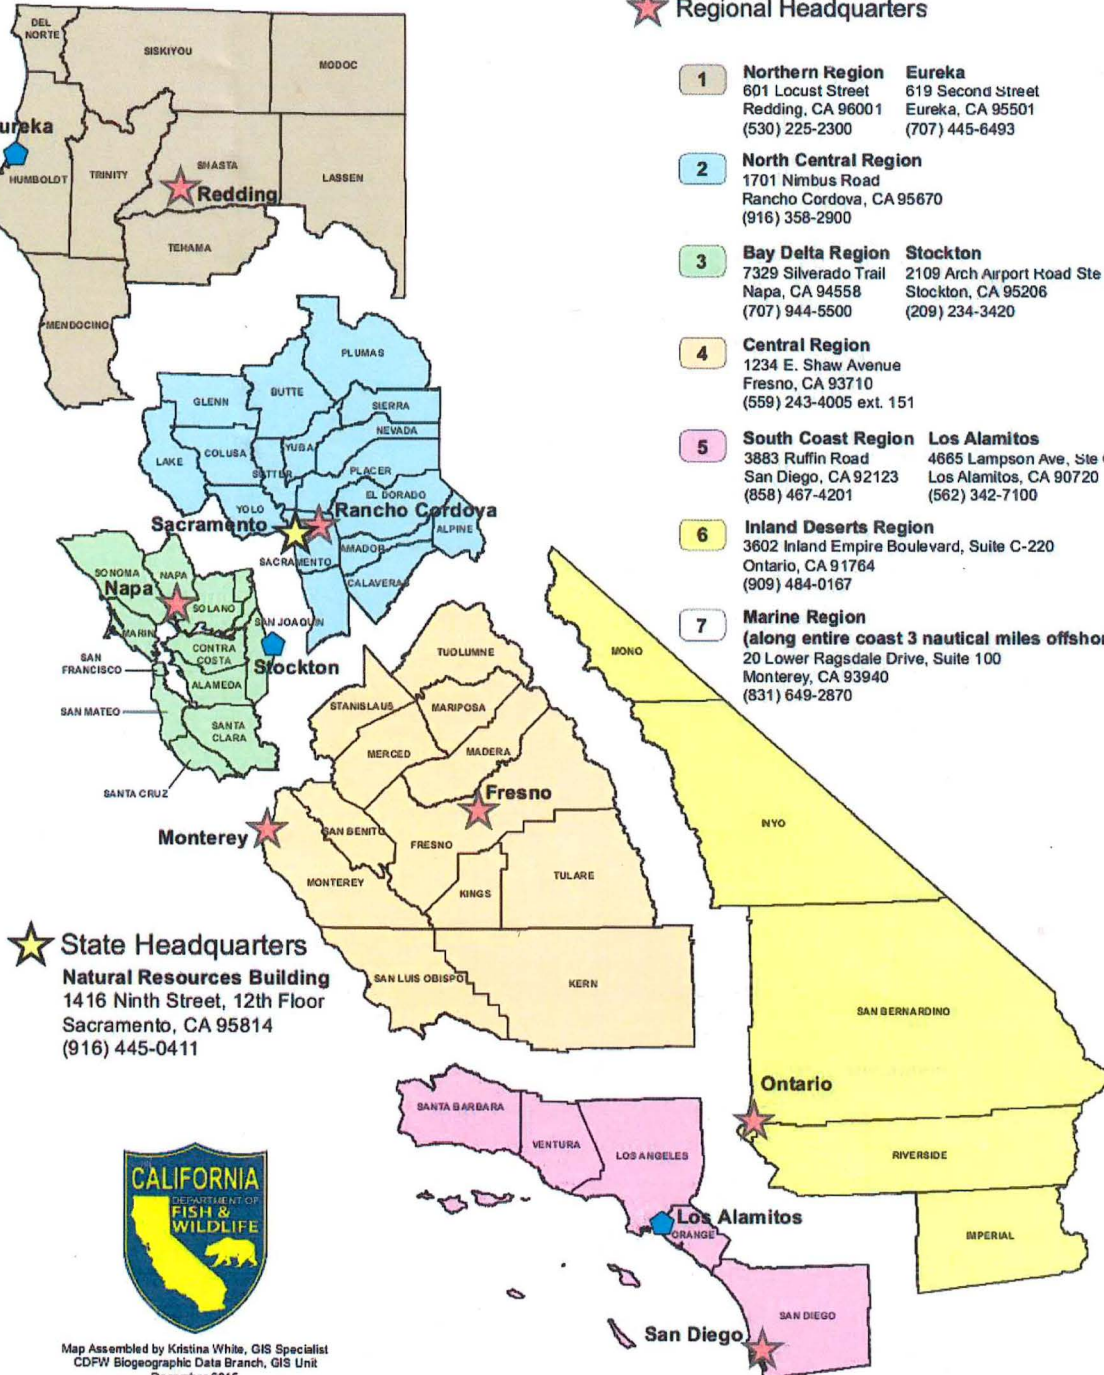 Regional Headquarters
1 Northern Region Eureka
601 Locust Street 619 Second Street
Redding, CA 96001 Eureka, CA 95501
(530) 225-2300 (707) 445-6493
2 North Central Region
1701 Nimbus Road
Rancho Cordova, CA 95670
(916) 358-2900
3 Bay Delta Region Stockton
7329 Silverado Trail 2109 Arch Airport Road Ste
Napa, CA 94558 Stockton, CA 95206
(707) 944-5500 (209) 234-3420
4 Central Region
1234 E. Shaw Avenue
Fresno, CA 93710
(559) 243-4005 ext. 151
5 South Coast Region Los Alamitos
3883 Ruffin Road 4665 Lampson Ave, Ste
San Diego, CA 92123 Los Alamitos, CA 90720
(858) 467-4201 (562) 342-7100
6 Inland Deserts Region
3602 Inland Empire Boulevard, Suite C-220
Ontario, CA 91764
(909) 484-0167
7 Marine Region
(along entire coast 3 nautical miles offshor
20 Lower Ragsdale Drive, Suite 100
Monterey, CA 93940
(831) 649-2870
DEL
NORTE
SISKIYOU
MODOC
ureka
HUMBOLDT
TRINITY
SHASTA
Redding
LASSEN
TEHAMA
MENDOCINO
PLUMAS
BUTTE
GLENN
SIERRA
NEVADA
YUBA
COLUSA
LAKE
SUTTER
PLACER
EL DORADO
YOLO
Rancho Cordova
Sacramento
ALPINE
AMADOR
SACRAMENTO
CALAVERAS
SONOMA
NAPA
Napa
SOLANO
SAN JOAQUIN
MARIN
CONTRA
COSTA
SAN
FRANCISCO
Stockton
ALAMEDA
SAN MATEO
SANTA
CLARA
SANTA CRUZ
TUOLUMNE
MONO
STANISLAUS
MARIPOSA
MERCED
MADERA
Fresno
INYO
Monterey
SAN BENITO
FRESNO
TULARE
MONTEREY
KINGS
SAN LUIS OBISPO
KERN
SAN BERNARDINO
State Headquarters
Natural Resources Building
1416 Ninth Street, 12th Floor
Sacramento, CA 95814
(916) 445-0411
Ontario
SANTA BARBARA
VENTURA
LOS ANGELES
RIVERSIDE
Los Alamitos
ORANGE
IMPERIAL
SAN DIEGO
San Diego
CALIFORNIA
DEPARTMENT OF
FISH &
WILDLIFE
Map Assembled by Kristina White, GIS Specialist
CDFW Biogeographic Data Branch, GIS Unit